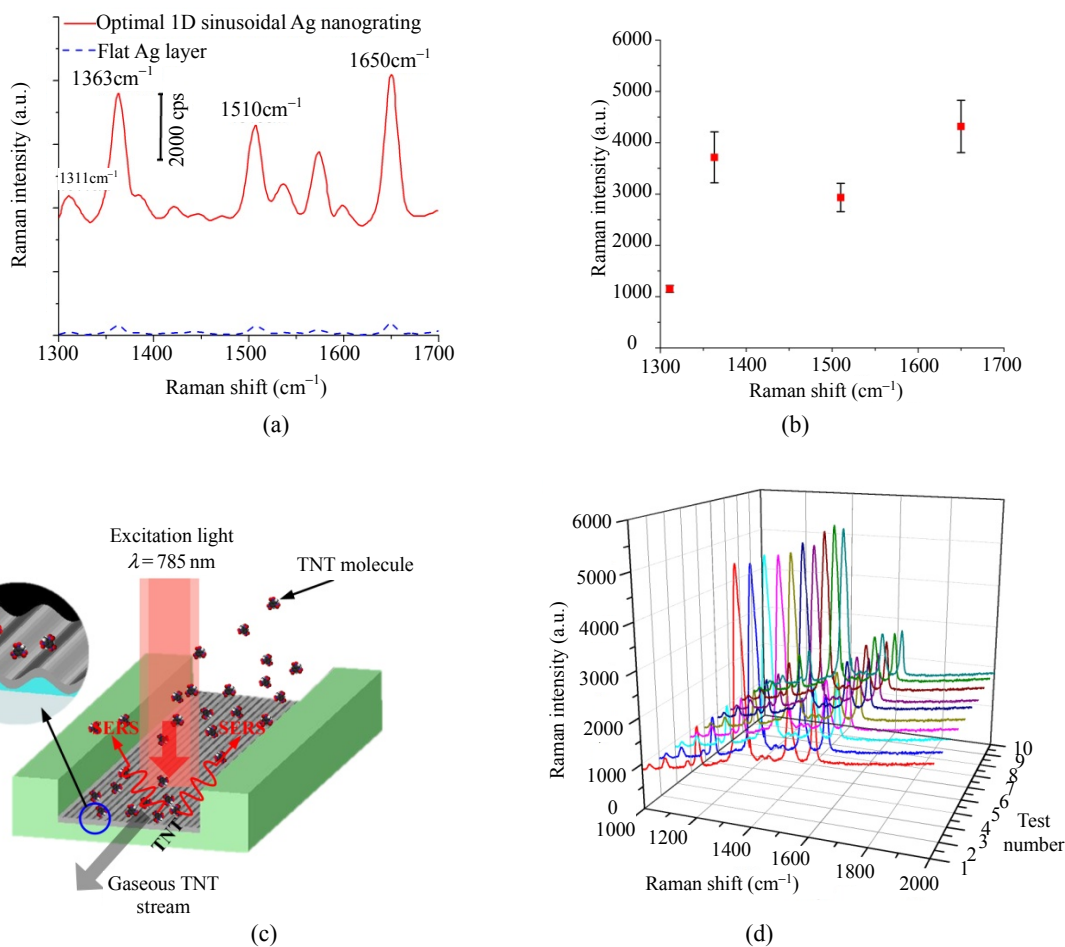 Optimal 1D sinusoidal Ag nanograting
Flat Ag layer
1363cm⁻¹
1510cm⁻¹
1650cm⁻¹
1311cm⁻¹
2000 cps
Raman intensity (a.u.)
1300 1400 1500 1600 1700
Raman shift (cm⁻¹)
(a)
6000
5000
4000
3000
2000
1000
0
Raman intensity (a.u.)
1300 1400 1500 1600 1700
Raman shift (cm⁻¹)
(b)
Excitation light
λ = 785 nm
TNT molecule
SERS
SERS
TNT
Gaseous TNT
stream
(c)
6000
5000
4000
3000
2000
1000
0
Raman intensity (a.u.)
1000 1200 1400 1600 1800 2000
Raman shift (cm⁻¹)
10
9
8
7
6
5
4
3
2
1
Test
number
(d)